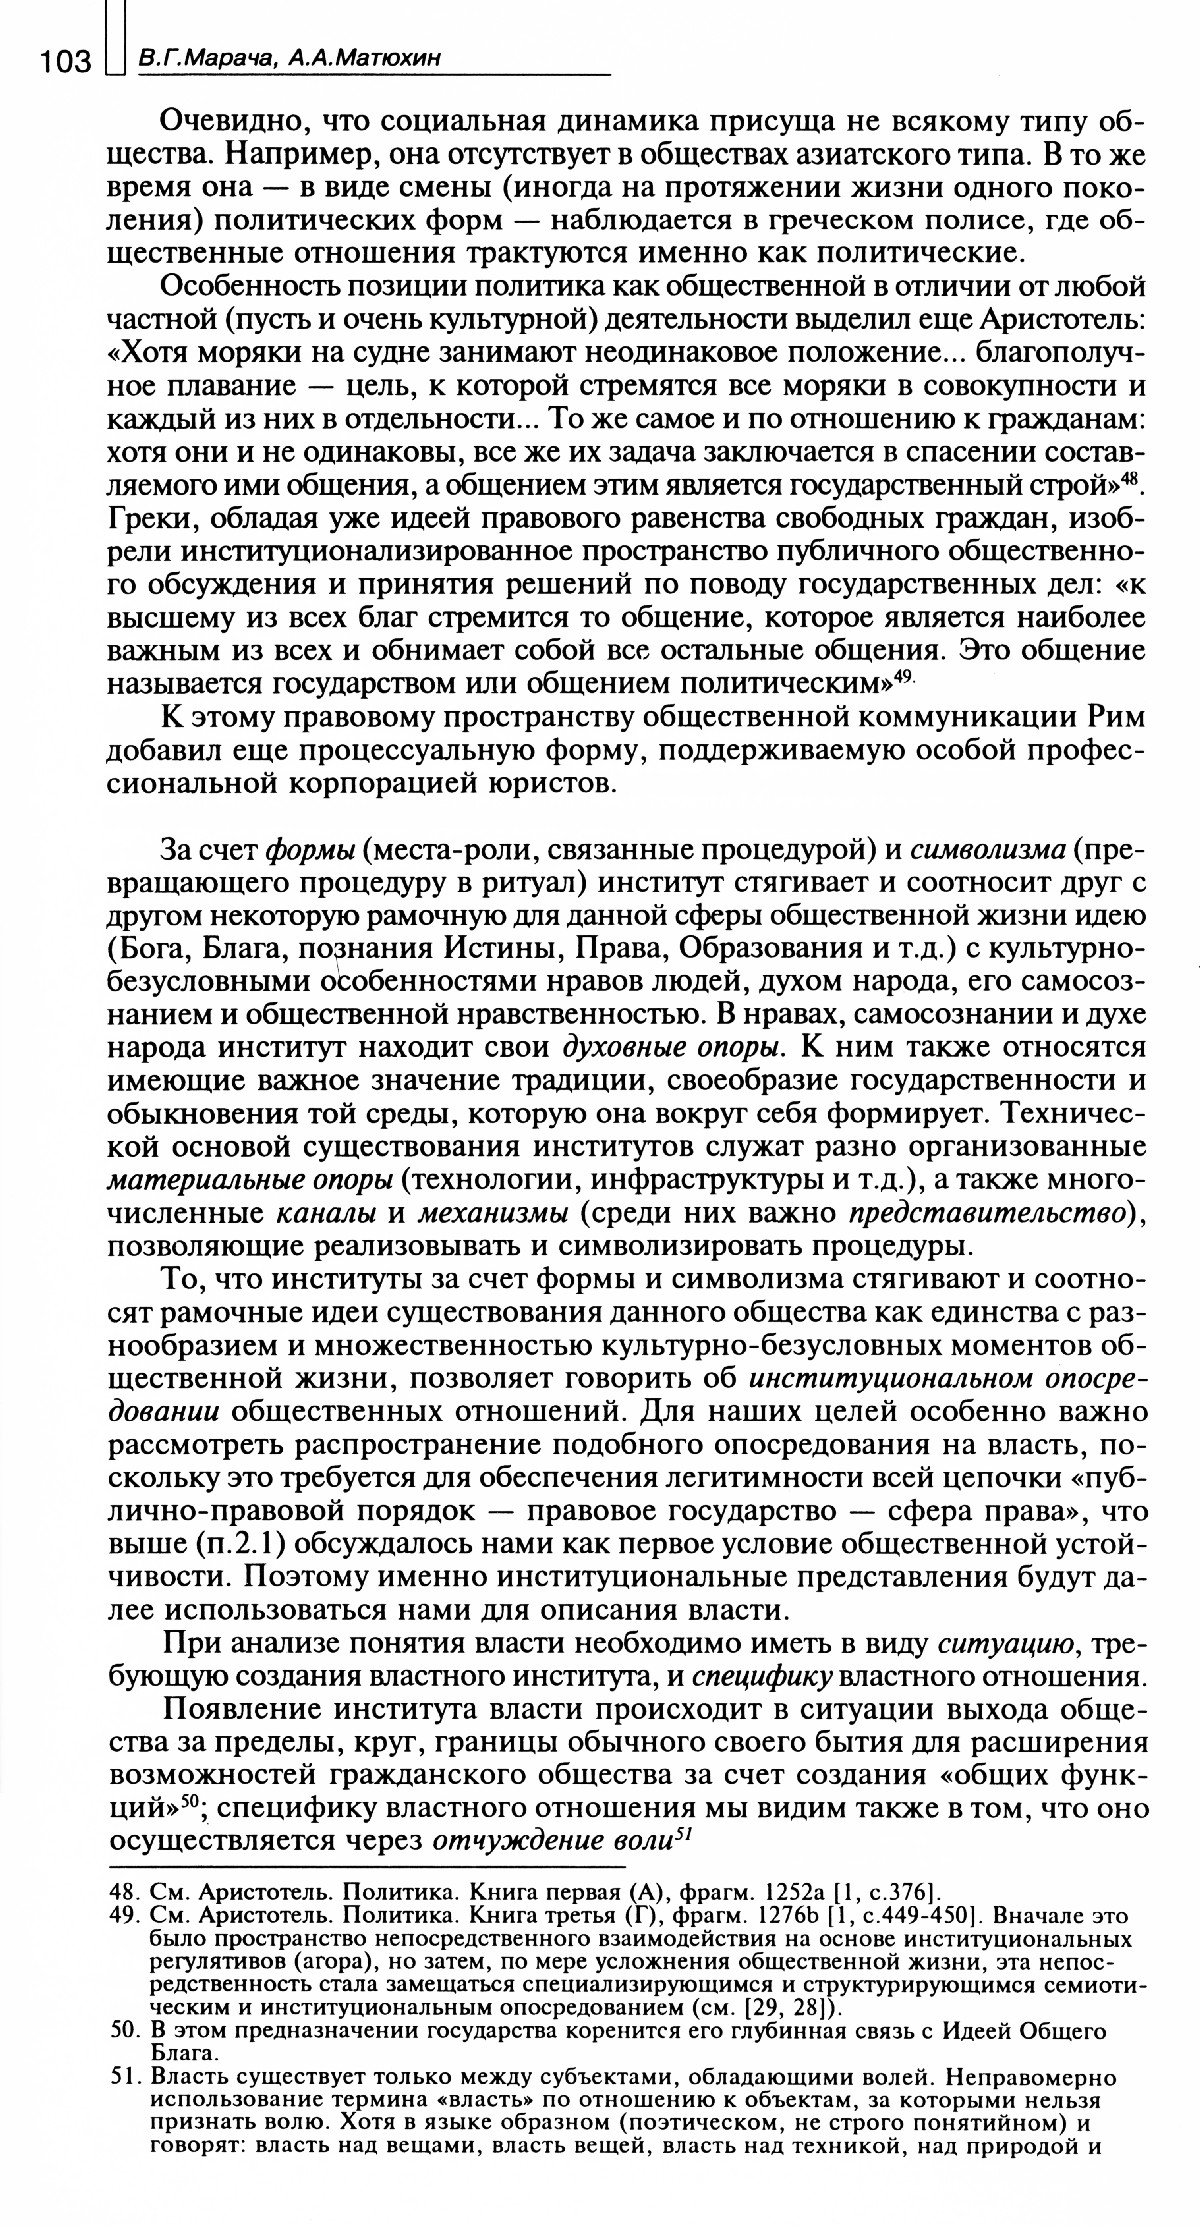 103
В.Г.Марача, А.А.Матюхин
Очевидно, что социальная динамика присуща не всякому типу об-
щества. Например, она отсутствует в обществах азиатского типа. В то же
время она — в виде смены (иногда на протяжении жизни одного поко-
ления) политических форм — наблюдается в греческом полисе, где об-
щественные отношения трактуются именно как политические.
Особенность позиции политика как общественной в отличии от любой
частной (пусть и очень культурной) деятельности выделил еще Аристотель:
«Хотя моряки на судне занимают неодинаковое положение... благополуч-
ное плавание — цель, к которой стремятся все моряки в совокупности и
каждый из них в отдельности... То же самое и по отношению к гражданам:
хотя они и не одинаковы, все же их задача заключается в спасении состав-
ляемого ими общения, а общением этим является государственный строй»48.
Греки, обладая уже идеей правового равенства свободных граждан, изоб-
рели институционализированное пространство публичного общественно-
го обсуждения и принятия решений по поводу государственных дел: «к
высшему из всех благ стремится то общение, которое является наиболее
важным из всех и обнимает собой все остальные общения. Это общение
называется государством или общением политическим»49.
К этому правовому пространству общественной коммуникации Рим
добавил еще процессуальную форму, поддерживаемую особой профес-
сиональной корпорацией юристов.
За счет формы (места-роли, связанные процедурой) и символизма (пре-
вращающего процедуру в ритуал) институт стягивает и соотносит друг с
другом некоторую рамочную для данной сферы общественной жизни идею
(Бога, Блага, познания Истины, Права, Образования и т.д.) с культурно-
безусловными особенностями нравов людей, духом народа, его самосоз-
нанием и общественной нравственностью. В нравах, самосознании и духе
народа институт находит свои духовные опоры. К ним также относятся
имеющие важное значение традиции, своеобразие государственности и
обыкновения той среды, которую она вокруг себя формирует. Техничес-
кой основой существования институтов служат разно организованные
материальные опоры (технологии, инфраструктуры и т.д.), а также много-
численные каналы и механизмы (среди них важно представительство),
позволяющие реализовывать и символизировать процедуры.
То, что институты за счет формы и символизма стягивают и соотно-
сят рамочные идеи существования данного общества как единства с раз-
нообразием и множественностью культурно-безусловных моментов об-
щественной жизни, позволяет говорить об институциональном опосре-
довании общественных отношений. Для наших целей особенно важно
рассмотреть распространение подобного опосредования на власть, по-
скольку это требуется для обеспечения легитимности всей цепочки «пуб-
лично-правовой порядок — правовое государство — сфера права», что
выше (п.2.1) обсуждалось нами как первое условие общественной устой-
чивости. Поэтому именно институциональные представления будут да-
лее использоваться нами для описания власти.
При анализе понятия власти необходимо иметь в виду ситуацию, тре-
бующую создания властного института, и специфику властного отношения.
Появление института власти происходит в ситуации выхода обще-
ства за пределы, круг, границы обычного своего бытия для расширения
возможностей гражданского общества за счет создания «общих функ-
ций»50; специфику властного отношения мы видим также в том, что оно
осуществляется через отчуждение воли51
48. См. Аристотель. Политика. Книга первая (А), фрагм. 1252a [1, с.376].
49. См. Аристотель. Политика. Книга третья (Г), фрагм. 1276b [1, с.449-450]. Вначале это
было пространство непосредственного взаимодействия на основе институциональных
регулятивов (агора), но затем, по мере усложнения общественной жизни, эта непос-
редственность стала замещаться специализирующимся и структурирующимся семиоти-
ческим и институциональным опосредованием (см. [29, 28]).
50. В этом предназначении государства коренится его глубинная связь с Идеей Общего
Блага.
51. Власть существует только между субъектами, обладающими волей. Неправомерно
использование термина «власть» по отношению к объектам, за которыми нельзя
признать волю. Хотя в языке образном (поэтическом, не строго понятийном) и
говорят: власть над вещами, власть вещей, власть над техникой, над природой и